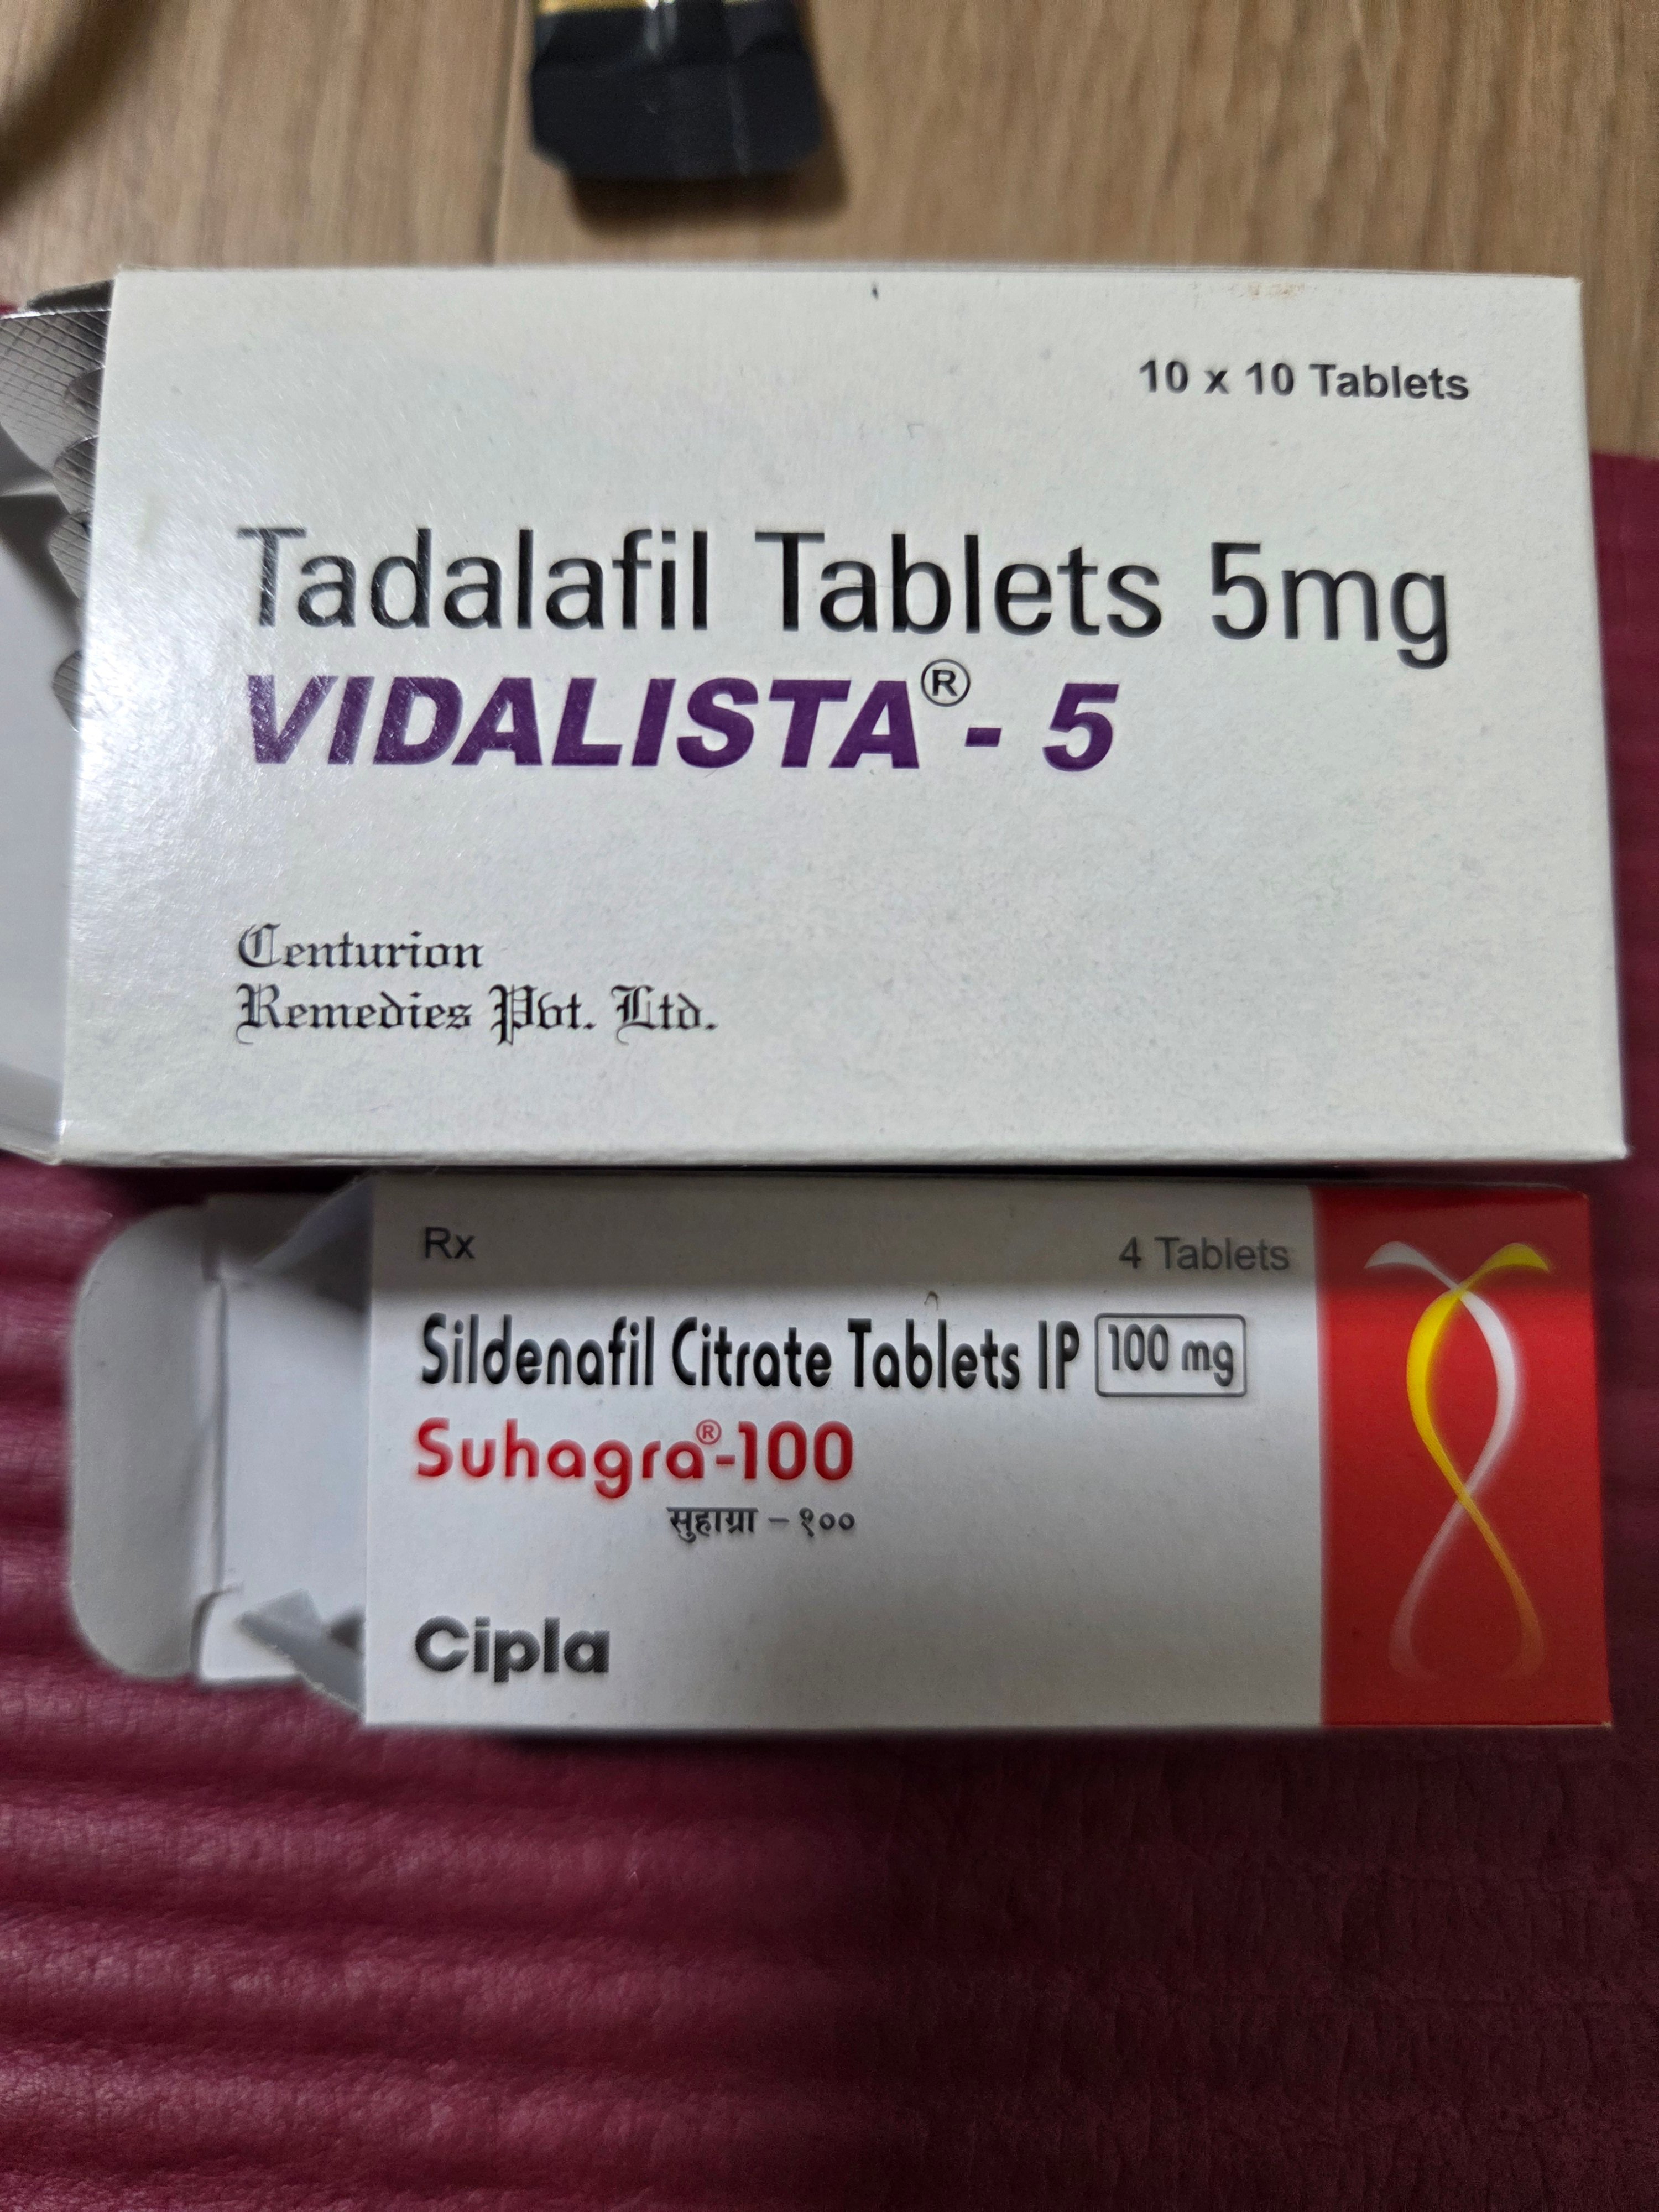 10 x 10 Tablets
Tadalafil Tablets 5mg
VIDALISTA®- 5
Centurion
Remedies Pvt. Ltd.
Rx
4 Tablets
Sildenafil Citrate Tablets IP 100 mg
Suhagra®-100
सुहाग्रा – १००
Cipla